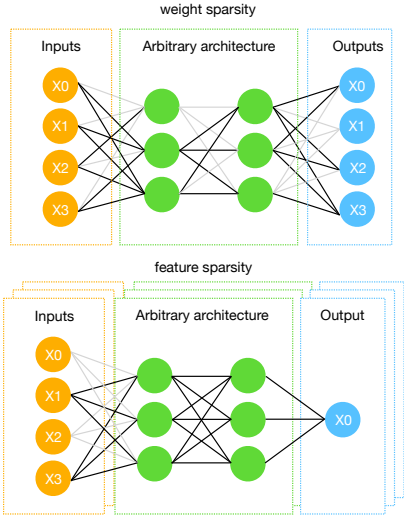 weight sparsity
Inputs Arbitrary architecture Outputs
X0 X0
X1 X1
X2 X2
X3 X3
feature sparsity
Inputs Arbitrary architecture Output
X0
X1
X0
X2
X3